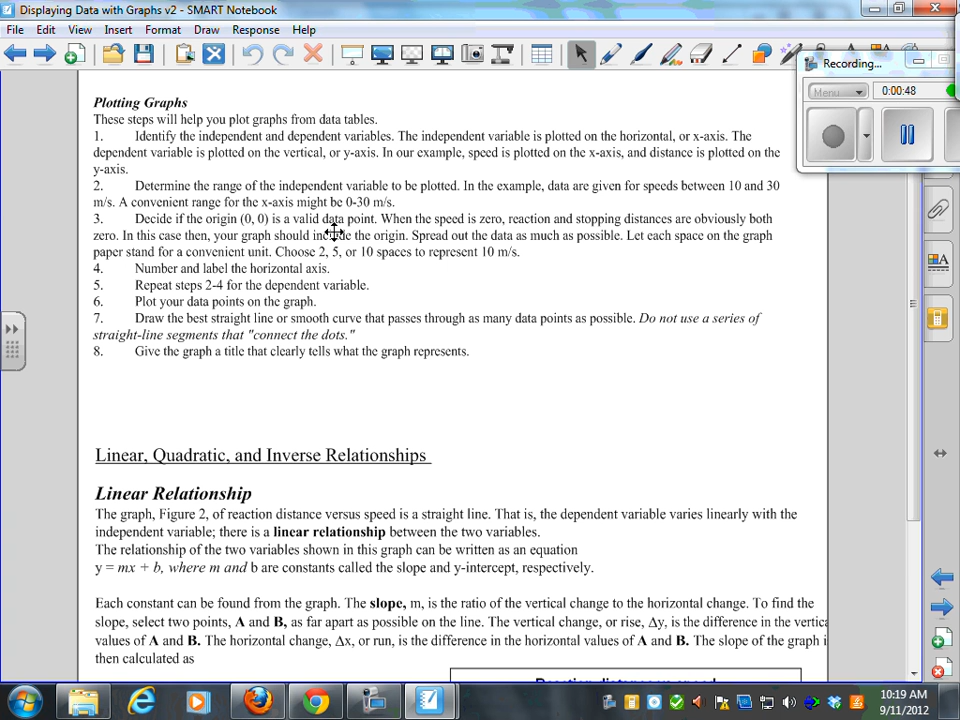 Displaying Data with Graphs v2 - SMART Notebook
File Edit View Insert Format Draw Response Help
Recording...
Menu
0:00:48
Plotting Graphs
These steps will help you plot graphs from data tables.
1. Identify the independent and dependent variables. The independent variable is plotted on the horizontal, or x-axis. The
dependent variable is plotted on the vertical, or y-axis. In our example, speed is plotted on the x-axis, and distance is plotted on the
y-axis.
2. Determine the range of the independent variable to be plotted. In the example, data are given for speeds between 10 and 30
m/s. A convenient range for the x-axis might be 0-30 m/s.
3. Decide if the origin (0, 0) is a valid data point. When the speed is zero, reaction and stopping distances are obviously both
zero. In this case then, your graph should include the origin. Spread out the data as much as possible. Let each space on the graph
paper stand for a convenient unit. Choose 2, 5, or 10 spaces to represent 10 m/s.
4. Number and label the horizontal axis.
5. Repeat steps 2-4 for the dependent variable.
6. Plot your data points on the graph.
7. Draw the best straight line or smooth curve that passes through as many data points as possible. Do not use a series of
straight-line segments that "connect the dots."
8. Give the graph a title that clearly tells what the graph represents.
Linear, Quadratic, and Inverse Relationships
Linear Relationship
The graph, Figure 2, of reaction distance versus speed is a straight line. That is, the dependent variable varies linearly with the
independent variable; there is a linear relationship between the two variables.
The relationship of the two variables shown in this graph can be written as an equation
y = mx + b, where m and b are constants called the slope and y-intercept, respectively.
Each constant can be found from the graph. The slope, m, is the ratio of the vertical change to the horizontal change. To find the
slope, select two points, A and B, as far apart as possible on the line. The vertical change, or rise, Δy, is the difference in the vertica
values of A and B. The horizontal change, Δx, or run, is the difference in the horizontal values of A and B. The slope of the graph i
then calculated as
10:19 AM
9/11/2012